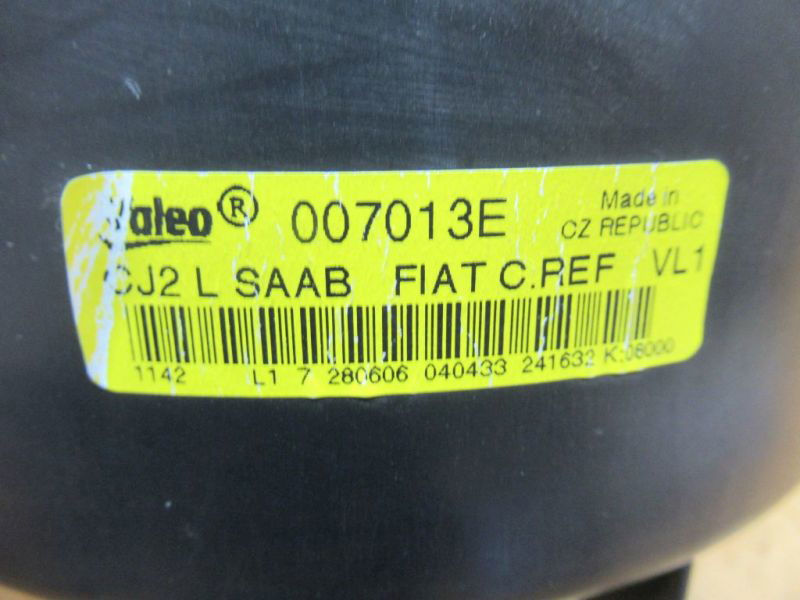 Valeo® 007013E Made in
CZ REPUBLIC
CJ2 L SAAB FIAT C.REF VL1
1142 L1 7 280606 040433 241632 K:06000